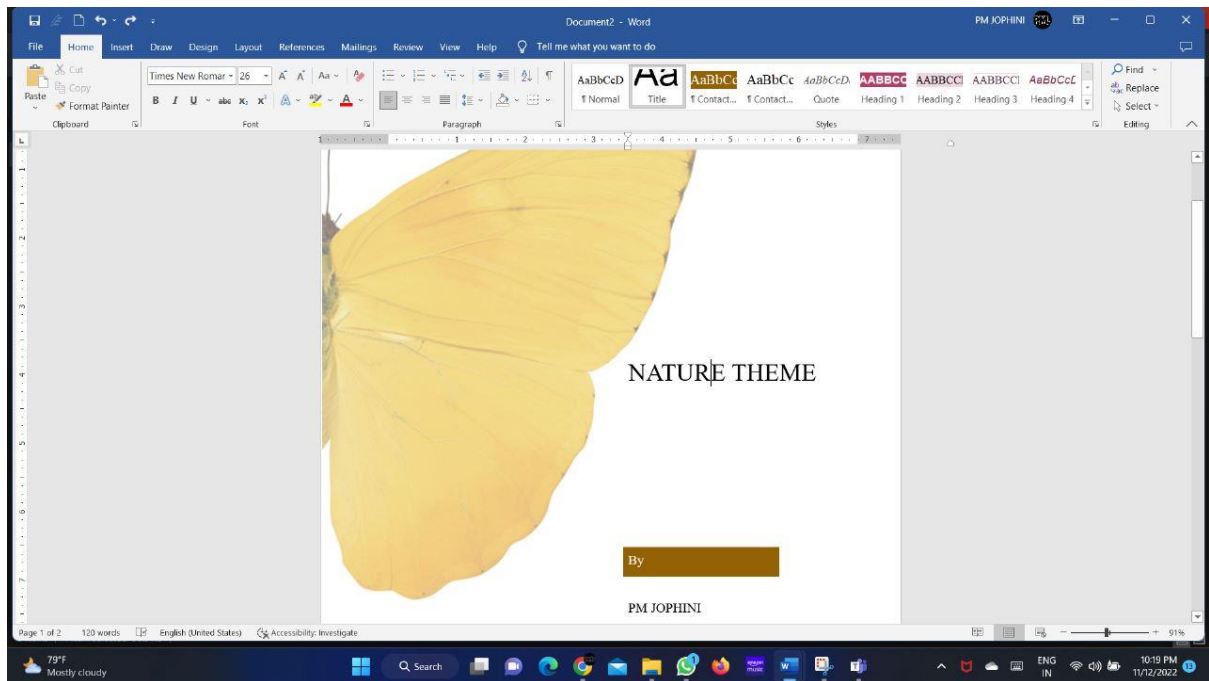 Document2 - Word
PM JOPHINI
File Home Insert Draw Design Layout References Mailings Review View Help Tell me what you want to do
Paste
Cut
Copy
Format Painter
Clipboard
Times New Romar 26
Font
Paragraph
AaBbCcD
¶ Normal
Title
AaBbCc
¶ Contact...
AaBbCc
¶ Contact...
AaBbCcD
Quote
AABBCC
Heading 1
AABBCC
Heading 2
AABBCCI
Heading 3
AaBbCcL
Heading 4
Styles
Find
Replace
Select
Editing
NATURE THEME
By
PM JOPHINI
Page 1 of 2 120 words English (United States) Accessibility: Investigate
91%
79°F
Mostly cloudy
Search
ENG
IN
10:19 PM
11/12/2022